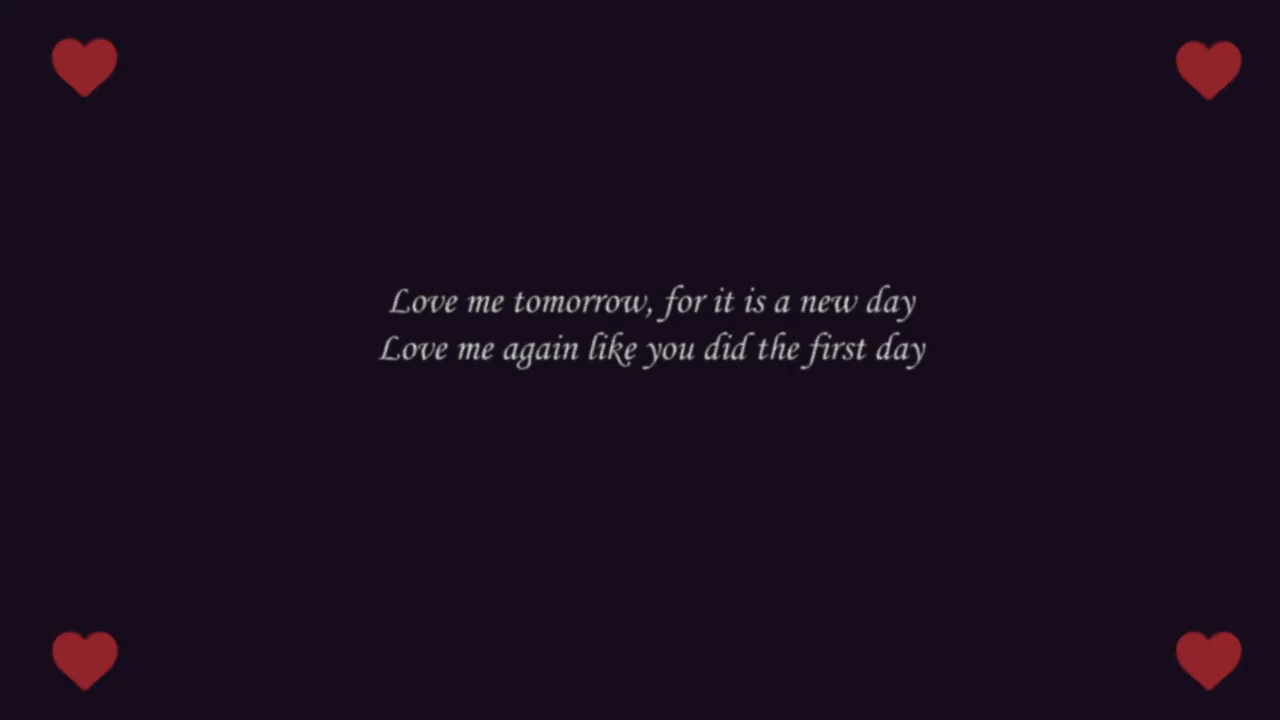 Love me tomorrow, for it is a new day
Love me again like you did the first day